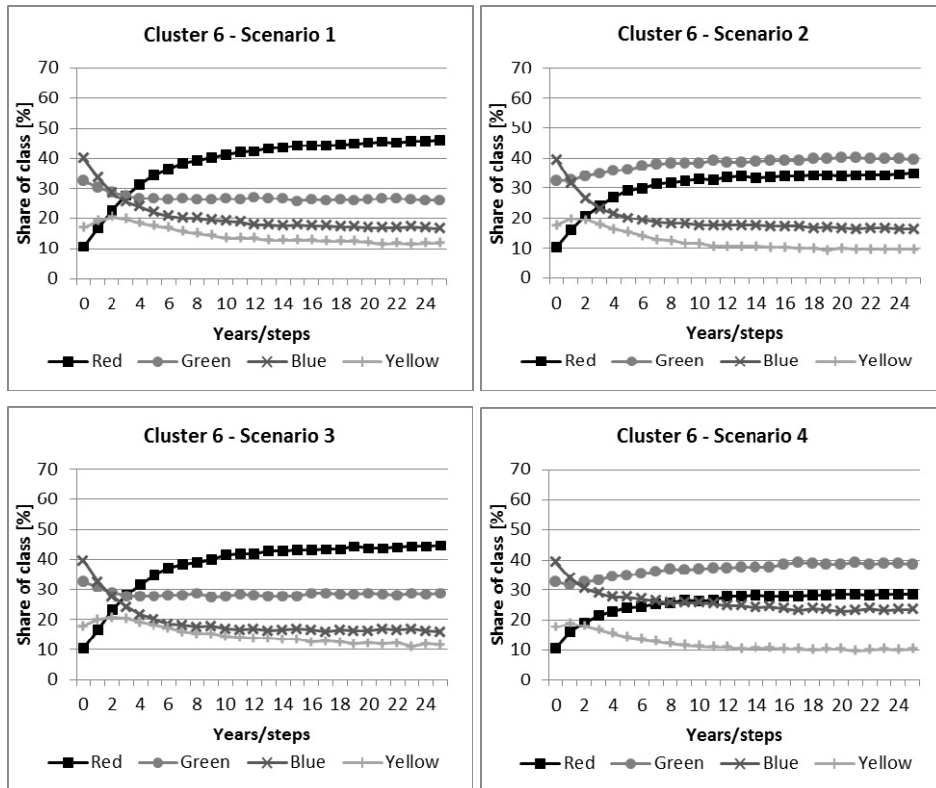 Cluster 6 - Scenario 1
Share of class [%]
70
60
50
40
30
20
10
0
0 2 4 6 8 10 12 14 16 18 20 22 24
Years/steps
Red Green Blue Yellow
Cluster 6 - Scenario 2
Share of class [%]
70
60
50
40
30
20
10
0
0 2 4 6 8 10 12 14 16 18 20 22 24
Years/steps
Red Green Blue Yellow
Cluster 6 - Scenario 3
Share of class [%]
70
60
50
40
30
20
10
0
0 2 4 6 8 10 12 14 16 18 20 22 24
Years/steps
Red Green Blue Yellow
Cluster 6 - Scenario 4
Share of class [%]
70
60
50
40
30
20
10
0
0 2 4 6 8 10 12 14 16 18 20 22 24
Years/steps
Red Green Blue Yellow